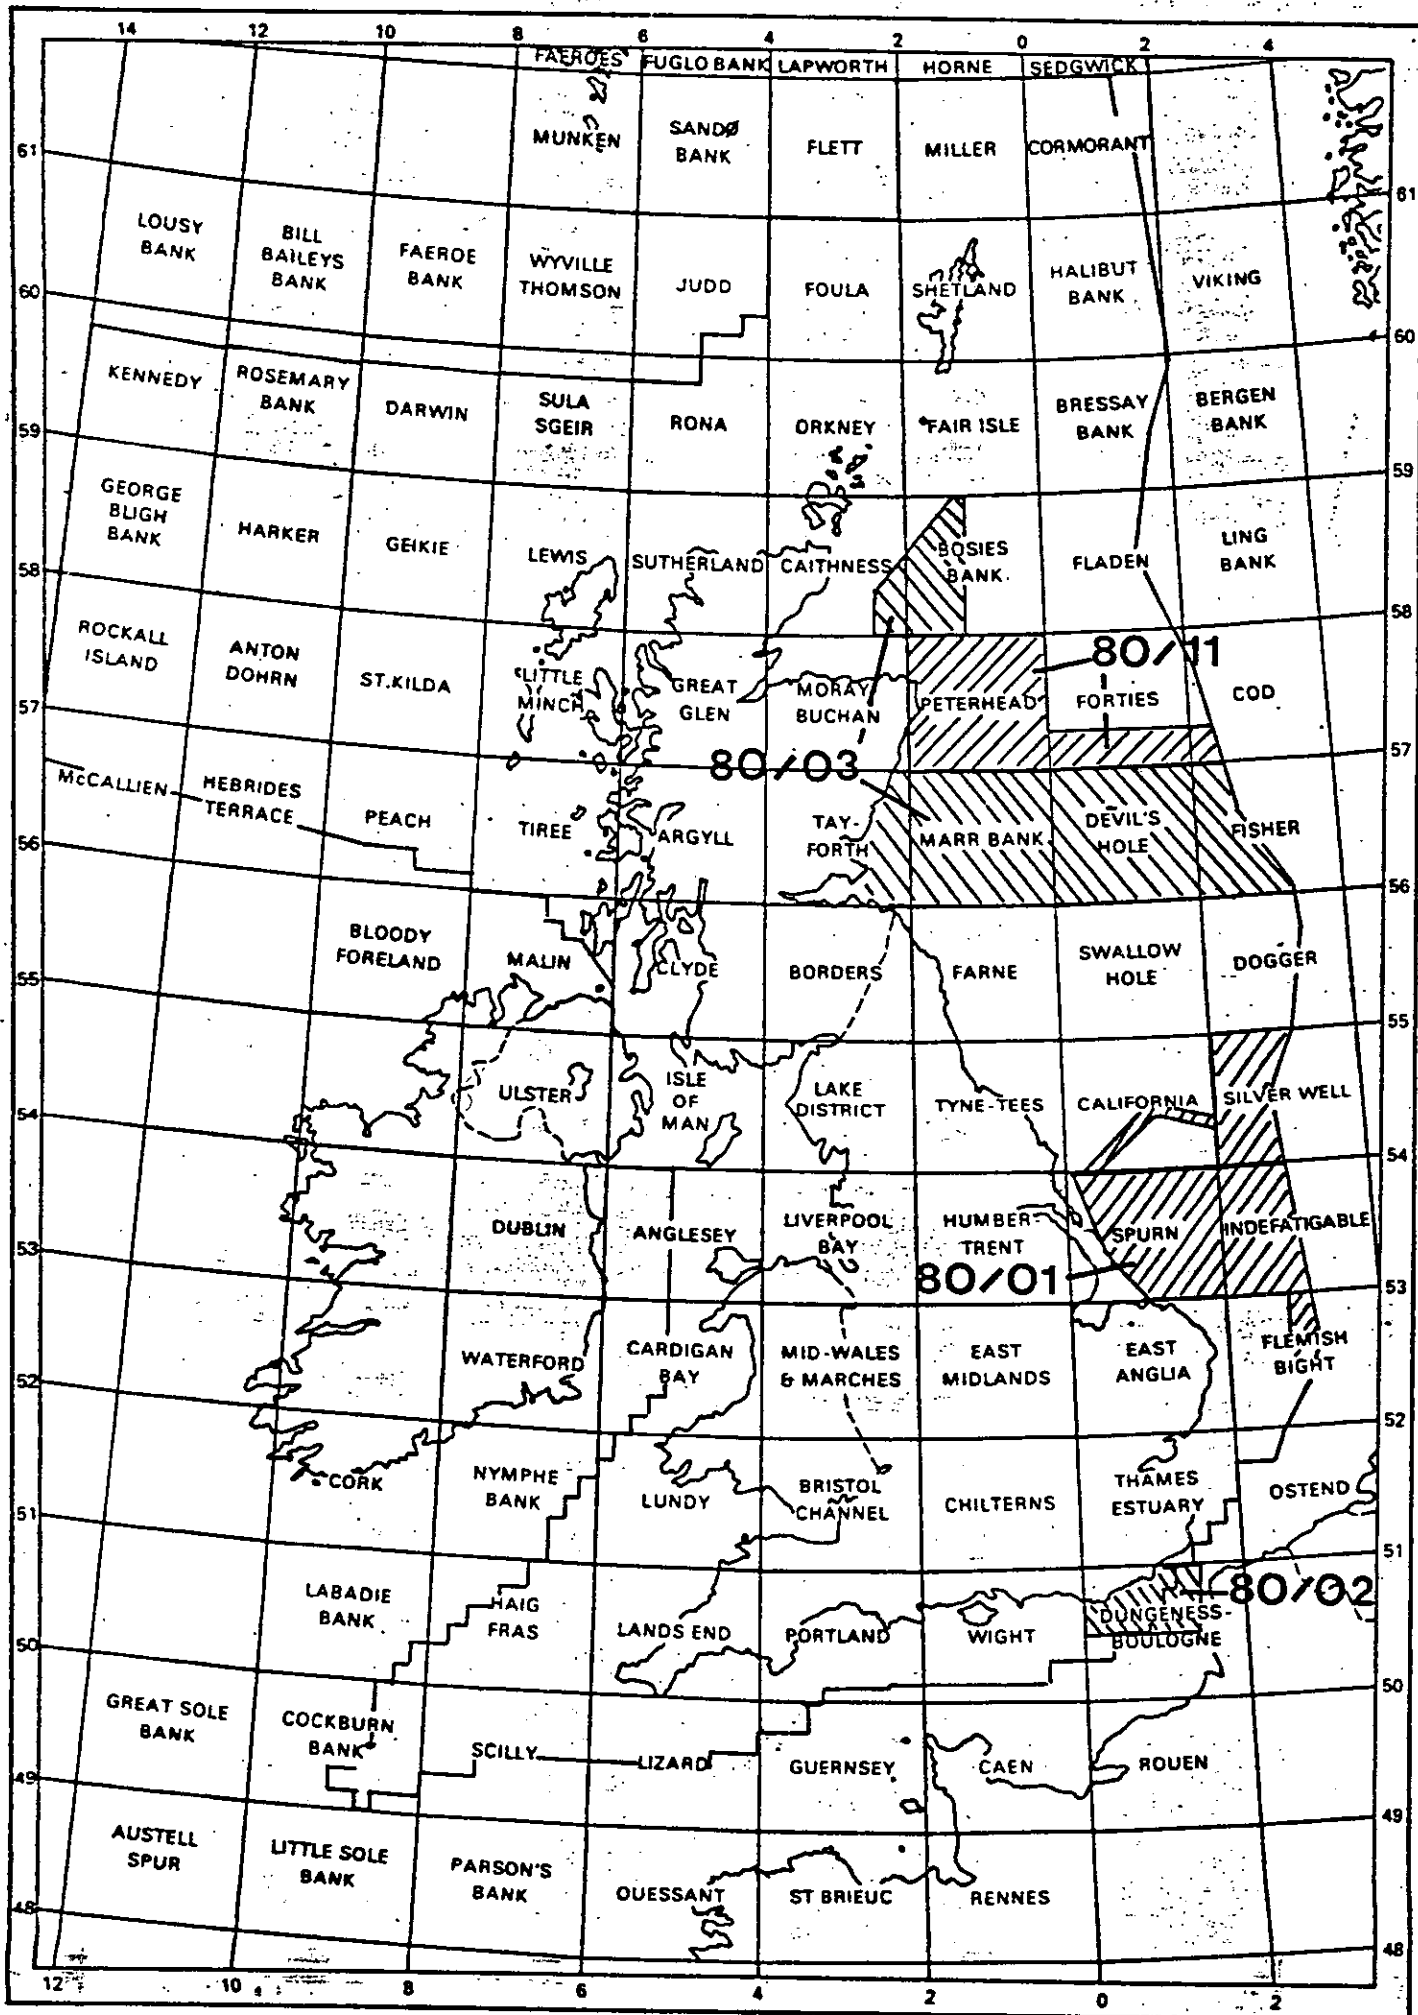 14 12 10 8 6 4 2 0 2 4
FAEROES FUGLO BANK LAPWORTH HORNE SEDGWICK
MUNKEN
SANDØ
BANK
FLETT
MILLER
CORMORANT
61
61
LOUSY
BANK
BILL
BAILEYS
BANK
FAEROE
BANK
WYVILLE
THOMSON
JUDD
FOULA
SHETLAND
HALIBUT
BANK
VIKING
60
60
KENNEDY
ROSEMARY
BANK
DARWIN
SULA
SGEIR
RONA
ORKNEY
FAIR ISLE
BRESSAY
BANK
BERGEN
BANK
59
59
GEORGE
BLIGH
BANK
HARKER
GEIKIE
LEWIS
SUTHERLAND
CAITHNESS
BOSIES
BANK
FLADEN
LING
BANK
58
58
ROCKALL
ISLAND
ANTON
DOHRN
ST.KILDA
LITTLE
MINCH
GREAT
GLEN
MORAY
BUCHAN
PETERHEAD
80/11
FORTIES
COD
57
57
80/03
McCALLIEN
HEBRIDES
TERRACE
PEACH
TIREE
ARGYLL
TAY-
FORTH
MARR BANK
DEVIL'S
HOLE
FISHER
56
56
BLOODY
FORELAND
MALIN
CLYDE
BORDERS
FARNE
SWALLOW
HOLE
DOGGER
55
55
ULSTER
ISLE
OF
MAN
LAKE
DISTRICT
TYNE-TEES
CALIFORNIA
SILVER WELL
54
54
DUBLIN
ANGLESEY
LIVERPOOL
BAY
HUMBER-
TRENT
SPURN
INDEFATIGABLE
80/01
53
53
WATERFORD
CARDIGAN
BAY
MID-WALES
& MARCHES
EAST
MIDLANDS
EAST
ANGLIA
FLEMISH
BIGHT
52
52
CORK
NYMPHE
BANK
LUNDY
BRISTOL
CHANNEL
CHILTERNS
THAMES
ESTUARY
OSTEND
51
51
LABADIE
BANK
HAIG
FRAS
LANDS END
PORTLAND
WIGHT
DUNGENESS-
BOULOGNE
80/02
50
50
GREAT SOLE
BANK
COCKBURN
BANK
SCILLY
LIZARD
GUERNSEY
CAEN
ROUEN
49
49
AUSTELL
SPUR
LITTLE SOLE
BANK
PARSON'S
BANK
OUESSANT
ST BRIEUC
RENNES
48
48
12 10 8 6 4 2 0 2